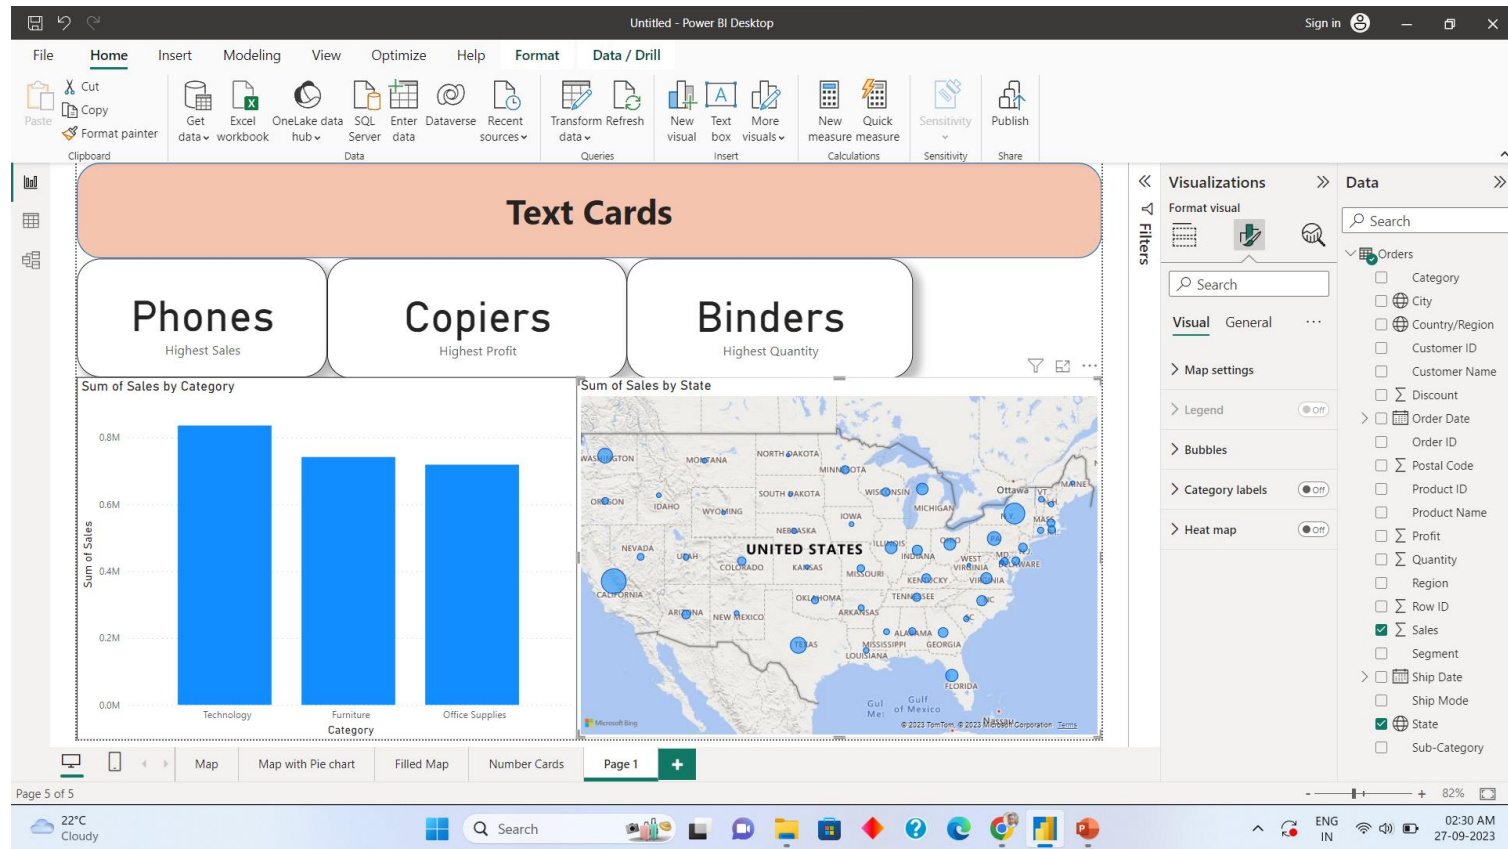 Untitled - Power BI Desktop
Sign in
File Home Insert Modeling View Optimize Help Format Data / Drill
Paste
Cut
Copy
Format painter
Clipboard
Get data
Excel workbook
OneLake data hub
SQL Server
Enter data
Dataverse
Recent sources
Data
Transform data
Refresh
Queries
New visual
Text box
More visuals
Insert
New measure
Quick measure
Calculations
Sensitivity
Sensitivity
Publish
Share
Text Cards
Phones
Highest Sales
Copiers
Highest Profit
Binders
Highest Quantity
Sum of Sales by Category
0.8M
0.6M
0.4M
0.2M
0.0M
Sum of Sales
Technology
Furniture
Office Supplies
Category
Sum of Sales by State
WASHINGTON
MONTANA
NORTH DAKOTA
MINNESOTA
OREGON
IDAHO
WYOMING
SOUTH DAKOTA
WISCONSIN
MICHIGAN
Ottawa
VT
MAINE
N.H.
N.Y.
MASS
NEBRASKA
IOWA
NEVADA
UTAH
COLORADO
UNITED STATES
KANSAS
MISSOURI
ILLINOIS
INDIANA
OHIO
PA
WEST VIRGINIA
MD
NJ
DELAWARE
KENTUCKY
VIRGINIA
CALIFORNIA
ARIZONA
NEW MEXICO
OKLAHOMA
ARKANSAS
TENNESSEE
NC
SC
TEXAS
MISSISSIPPI
ALABAMA
GEORGIA
LOUISIANA
FLORIDA
Gulf
of Mexico
Nassau
Microsoft Bing
© 2023 TomTom, © 2023 Microsoft Corporation Terms
Filters
Visualizations
Format visual
Search
Visual General
Map settings
Legend Off
Bubbles
Category labels Off
Heat map Off
Data
Search
Orders
Category
City
Country/Region
Customer ID
Customer Name
Discount
Order Date
Order ID
Postal Code
Product ID
Product Name
Profit
Quantity
Region
Row ID
Sales
Segment
Ship Date
Ship Mode
State
Sub-Category
Map
Map with Pie chart
Filled Map
Number Cards
Page 1
Page 5 of 5
82%
22°C
Cloudy
Search
ENG
IN
02:30 AM
27-09-2023